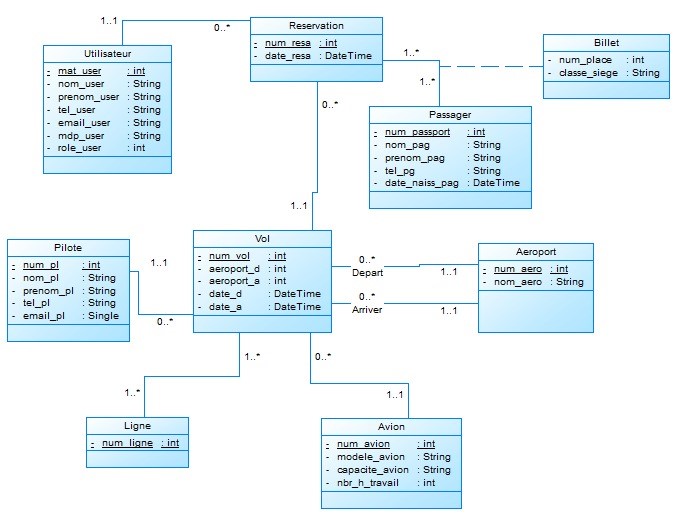 Reservation
- num_resa : int
- date_resa : DateTime
1..1
0..*
Utilisateur
- mat_user : int
- nom_user : String
- prenom_user : String
- tel_user : String
- email_user : String
- mdp_user : String
- role_user : int
1..*
1..*
Billet
- num_place : int
- classe_siege : String
Passager
- num_passport : int
- nom_pag : String
- prenom_pag : String
- tel_pg : String
- date_naiss_pag : DateTime
0..*
1..1
Pilote
- num_pl : int
- nom_pl : String
- prenom_pl : String
- tel_pl : String
- email_pl : Single
1..1
0..*
Vol
- num_vol : int
- aeroport_d : int
- aeroport_a : int
- date_d : DateTime
- date_a : DateTime
0..*
Depart
1..1
0..*
Arriver
1..1
Aeroport
- num_aero : int
- nom_aero : String
1..*
0..*
1..*
1..1
Ligne
- num_ligne : int
Avion
- num_avion : int
- modele_avion : String
- capacite_avion : String
- nbr_h_travail : int